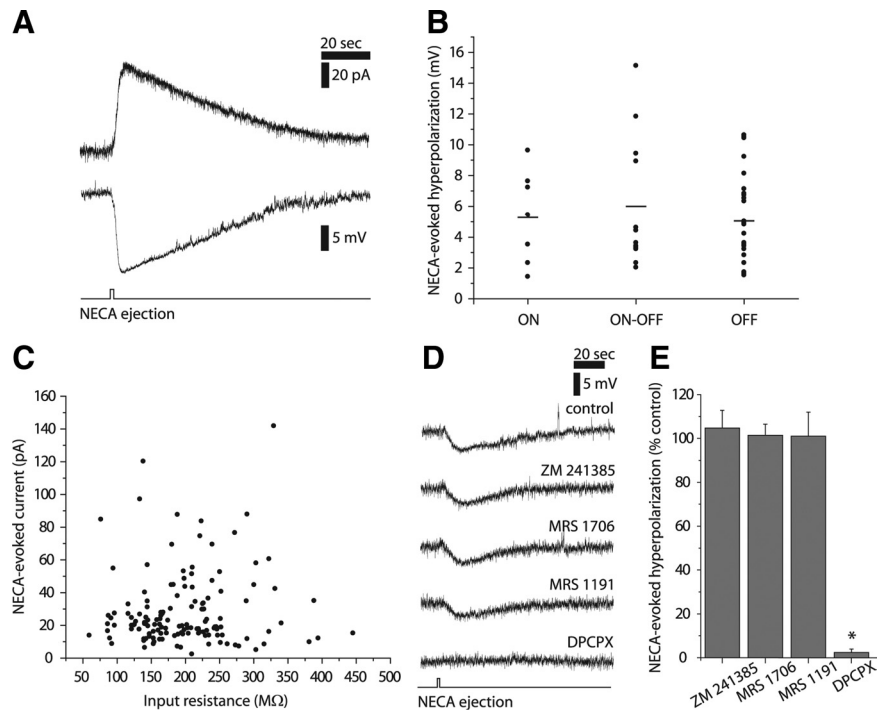 A
20 sec
20 pA
5 mV
NECA ejection
B
NECA-evoked hyperpolarization (mV)
16
14
12
10
8
6
4
2
0
ON
ON-OFF
OFF
C
NECA-evoked current (pA)
160
140
120
100
80
60
40
20
0
50 100 150 200 250 300 350 400 450 500
Input resistance (MΩ)
D
20 sec
5 mV
control
ZM 241385
MRS 1706
MRS 1191
DPCPX
NECA ejection
E
NECA-evoked hyperpolarization (% control)
120
100
80
60
40
20
0
*
ZM 241385
MRS 1706
MRS 1191
DPCPX